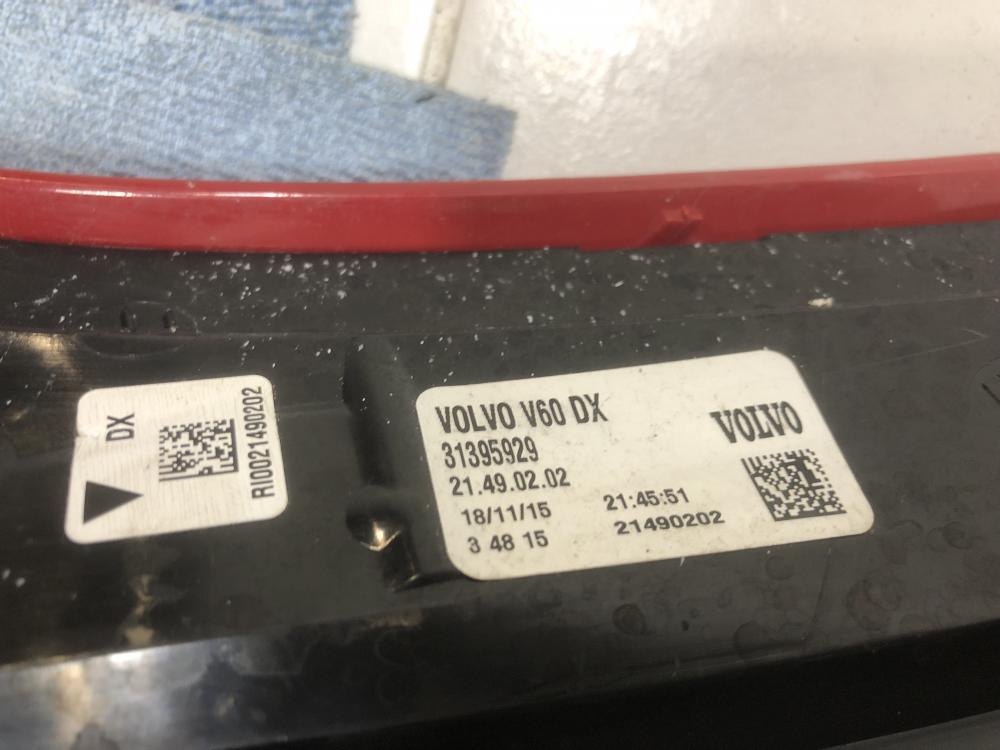 DX
RI0021490202
VOLVO V60 DX
VOLVO
31395929
21.49.02.02
18/11/15 21:45:51
3 48 15 21490202